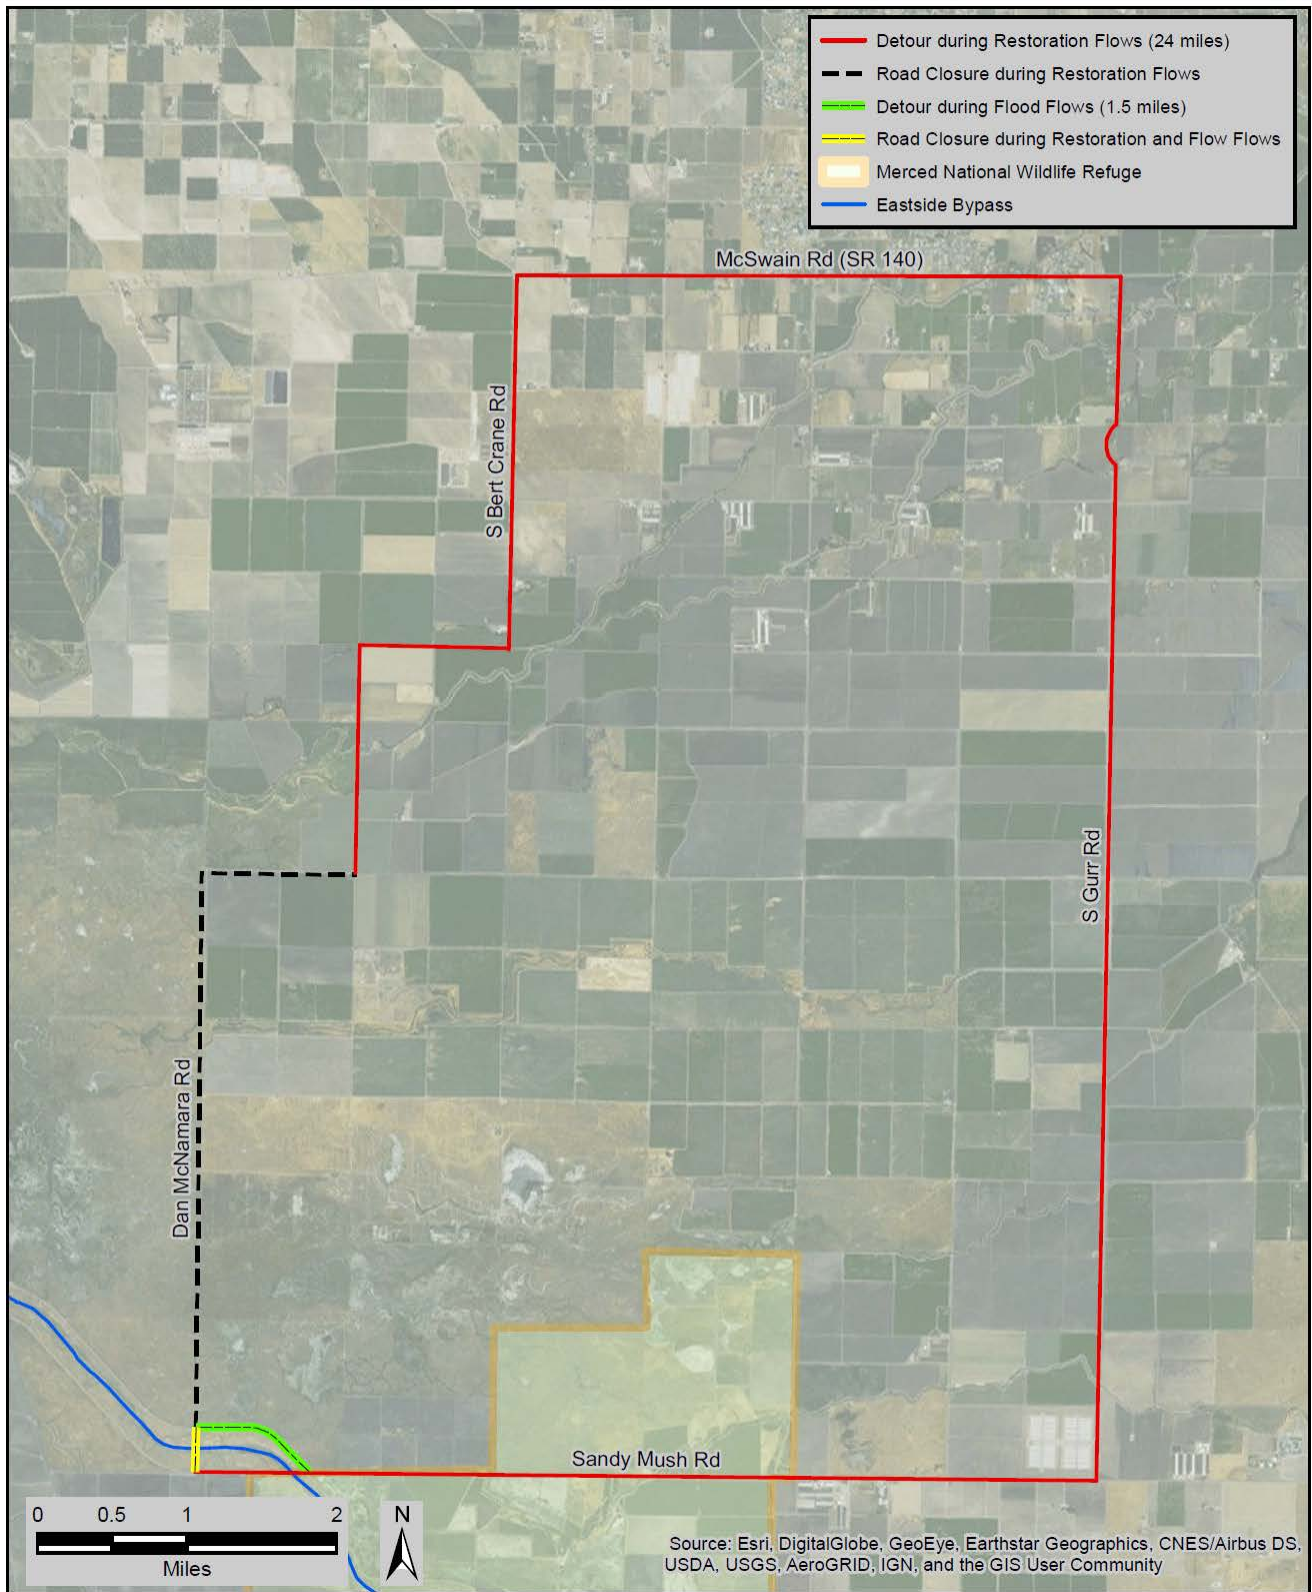 Detour during Restoration Flows (24 miles)
Road Closure during Restoration Flows
Detour during Flood Flows (1.5 miles)
Road Closure during Restoration and Flow Flows
Merced National Wildlife Refuge
Eastside Bypass
McSwain Rd (SR 140)
S Bert Crane Rd
S Gurr Rd
Dan McNamara Rd
Sandy Mush Rd
0 0.5 1 2
Miles
N
Source: Esri, DigitalGlobe, GeoEye, Earthstar Geographics, CNES/Airbus DS,
USDA, USGS, AeroGRID, IGN, and the GIS User Community